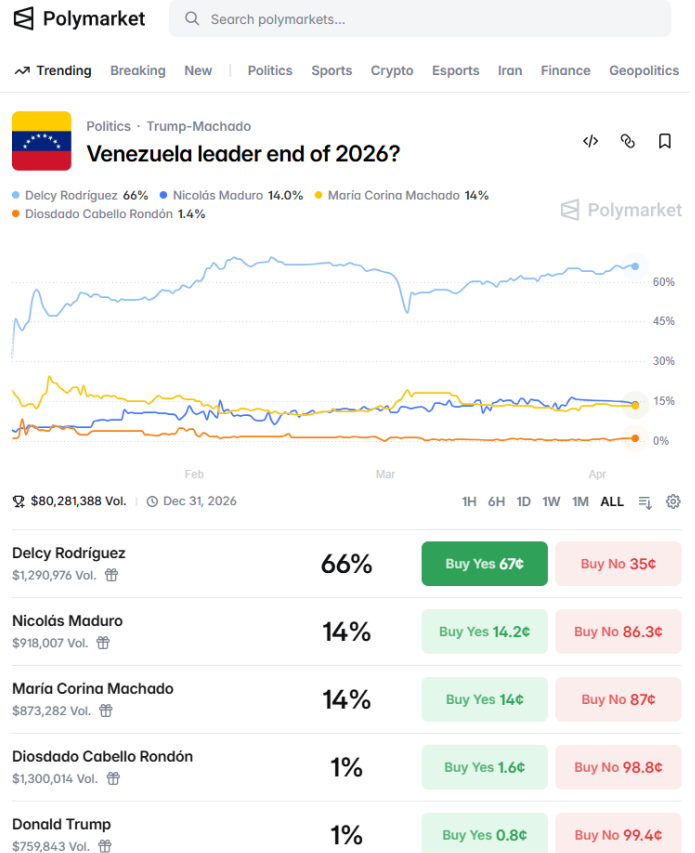 Polymarket
Search polymarkets...
Trending Breaking New Politics Sports Crypto Esports Iran Finance Geopolitics
Politics · Trump-Machado
Venezuela leader end of 2026?
Delcy Rodríguez 66% Nicolás Maduro 14.0% María Corina Machado 14%
Diosdado Cabello Rondón 1.4%
Polymarket
60%
45%
30%
15%
0%
Feb Mar Apr
$80,281,388 Vol. Dec 31, 2026 1H 6H 1D 1W 1M ALL
Delcy Rodríguez
$1,290,976 Vol.
66% Buy Yes 67¢ Buy No 35¢
Nicolás Maduro
$918,007 Vol.
14% Buy Yes 14.2¢ Buy No 86.3¢
María Corina Machado
$873,282 Vol.
14% Buy Yes 14¢ Buy No 87¢
Diosdado Cabello Rondón
$1,300,014 Vol.
1% Buy Yes 1.6¢ Buy No 98.8¢
Donald Trump
$759,843 Vol.
1% Buy Yes 0.8¢ Buy No 99.4¢